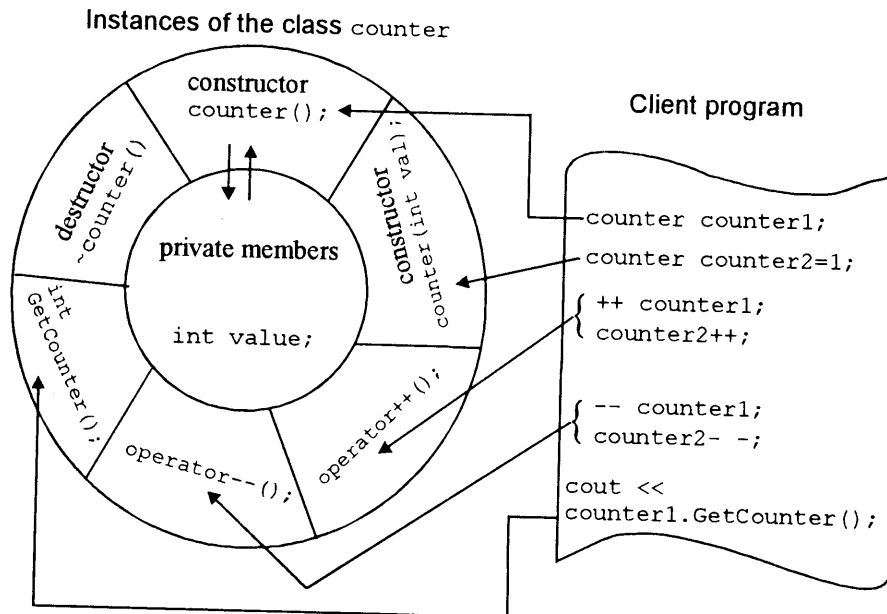 Instances of the class counter
constructor
counter();
destructor
~counter()
constructor
counter(int val);
private members
int value;
int
GetCounter();
operator--();
operator++();
Client program
counter counter1;
counter counter2=1;
++ counter1;
counter2++;
-- counter1;
counter2- -;
cout <<
counter1.GetCounter();